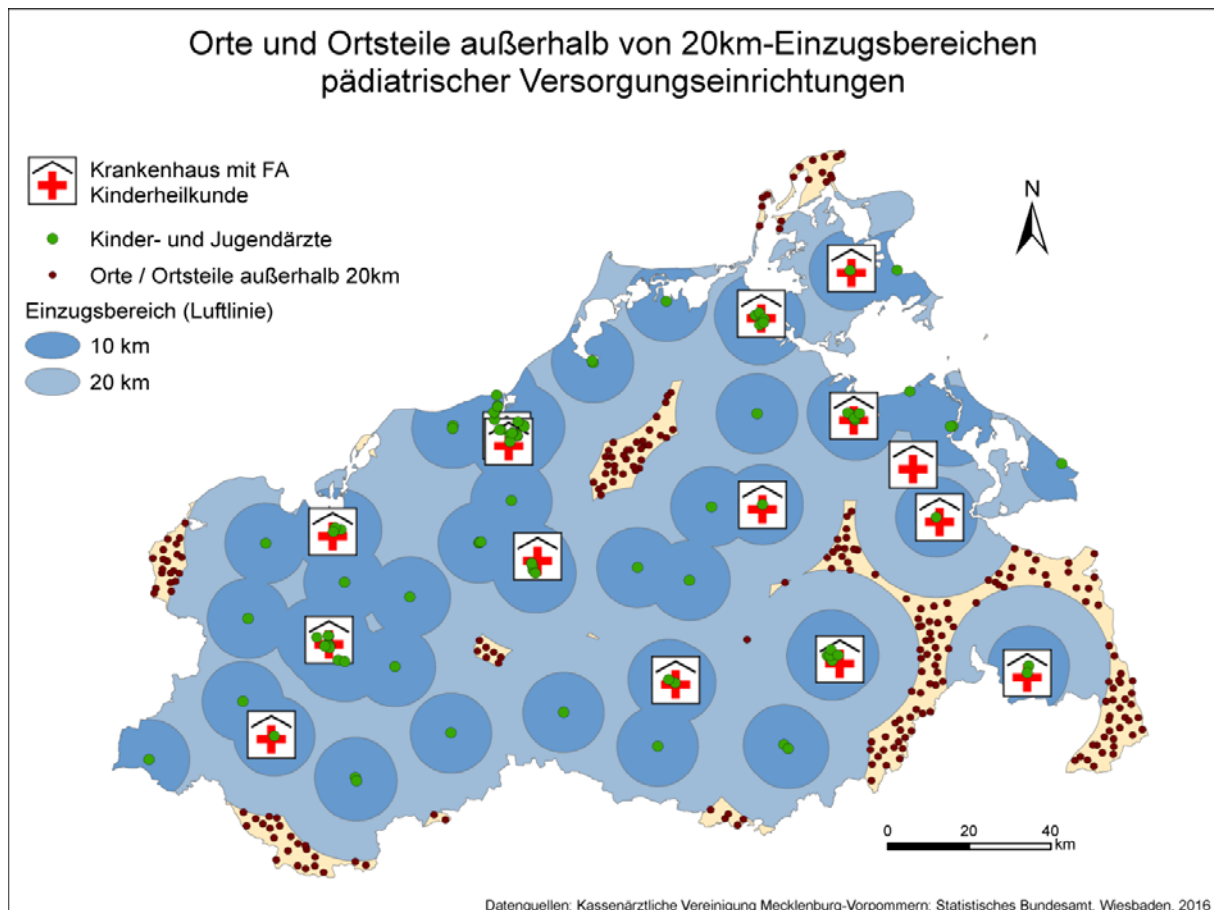 Orte und Ortsteile außerhalb von 20km-Einzugsbereichen
pädiatrischer Versorgungseinrichtungen
Krankenhaus mit FA
Kinderheilkunde
Kinder- und Jugendärzte
Orte / Ortsteile außerhalb 20km
Einzugsbereich (Luftlinie)
10 km
20 km
N
0 20 40
km
Datenquellen: Kassenärztliche Vereinigung Mecklenburg-Vorpommern; Statistisches Bundesamt, Wiesbaden, 2016